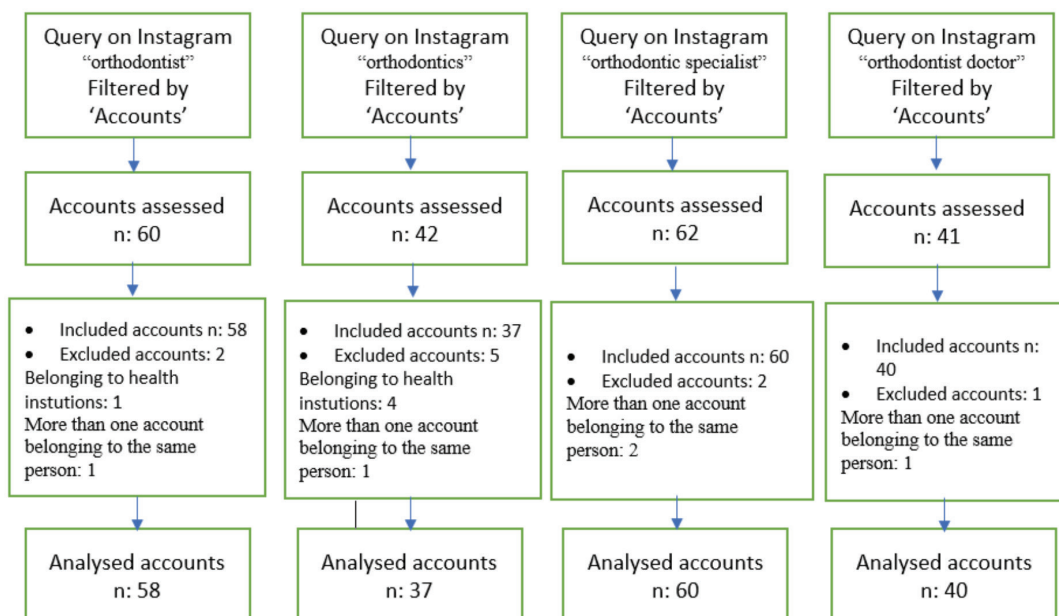 Query on Instagram
“orthodontist”
Filtered by
‘Accounts’
Accounts assessed
n: 60
• Included accounts n: 58
• Excluded accounts: 2
Belonging to health
instutions: 1
More than one account
belonging to the same
person: 1
Analysed accounts
n: 58
Query on Instagram
“orthodontics”
Filtered by
‘Accounts’
Accounts assessed
n: 42
• Included accounts n: 37
• Excluded accounts: 5
Belonging to health
instutions: 4
More than one account
belonging to the same
person: 1
Analysed accounts
n: 37
Query on Instagram
“orthodontic specialist”
Filtered by
‘Accounts’
Accounts assessed
n: 62
• Included accounts n: 60
• Excluded accounts: 2
More than one account
belonging to the same
person: 2
Analysed accounts
n: 60
Query on Instagram
“orthodontist doctor”
Filtered by
‘Accounts’
Accounts assessed
n: 41
• Included accounts n:
40
• Excluded accounts: 1
More than one account
belonging to the same
person: 1
Analysed accounts
n: 40